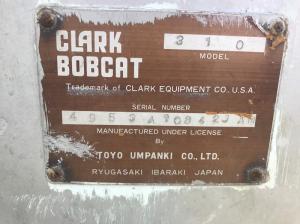 CLARK 310
BOBCAT MODEL
Trademark of CLARK EQUIPMENT CO. U.S.A.
SERIAL NUMBER
MANUFACTURED UNDER LICENSE
By
TOYO UMPANKI CO., LTD.
RYUGASAKI IBARAKI JAPAN